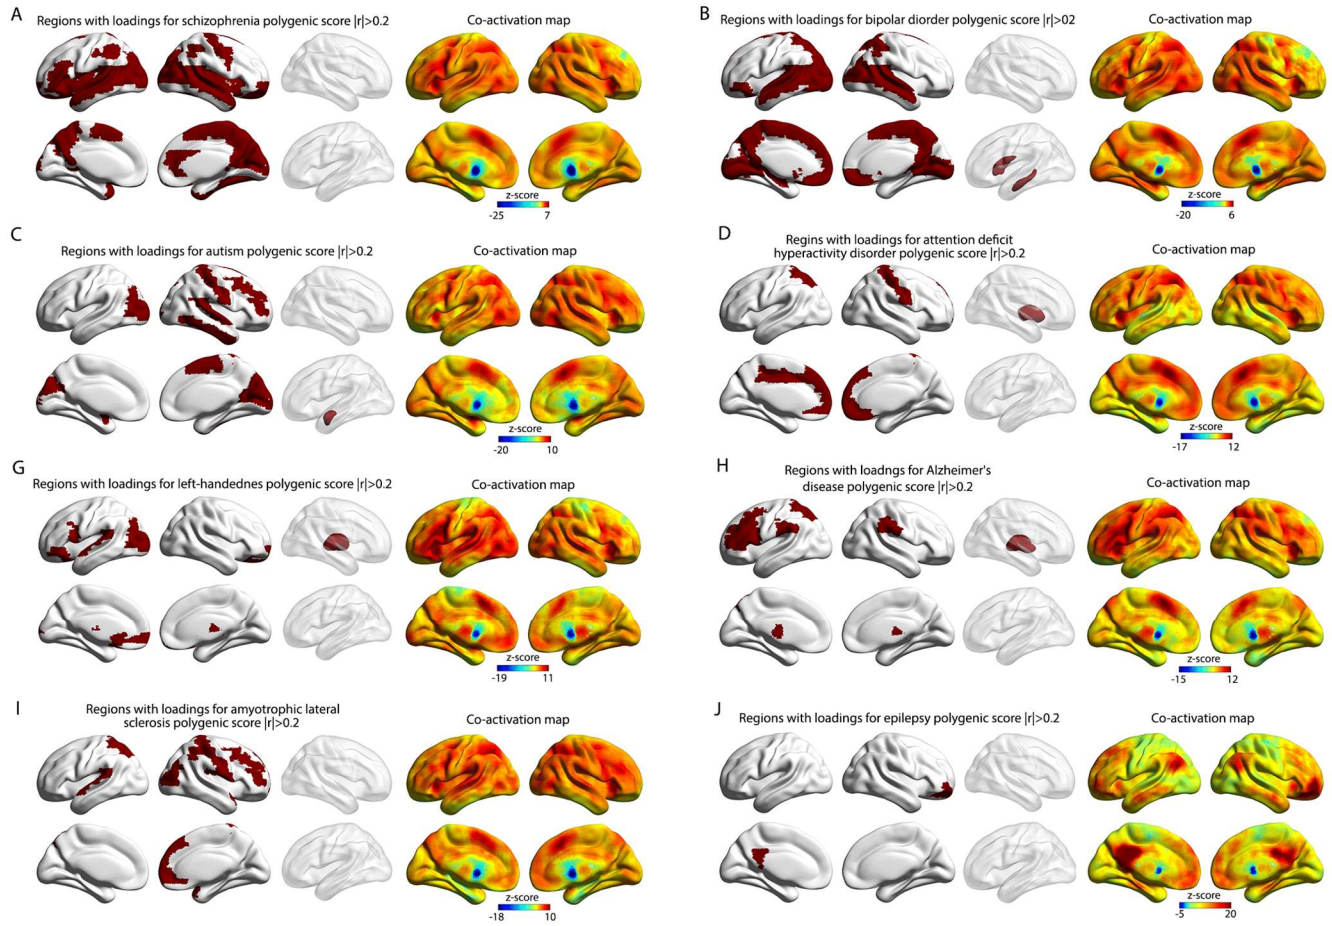 A
Regions with loadings for schizophrenia polygenic score |r|>0.2
Co-activation map
z-score
-25 7
B
Regions with loadings for bipolar diorder polygenic score |r|>02
Co-activation map
z-score
-20 6
C
Regions with loadings for autism polygenic score |r|>0.2
Co-activation map
z-score
-20 10
D
Regions with loadings for attention deficit
hyperactivity disorder polygenic score |r|>0.2
Co-activation map
z-score
-17 12
G
Regions with loadings for left-handednes polygenic score |r|>0.2
Co-activation map
z-score
-19 11
H
Regions with loadngs for Alzheimer's
disease polygenic score |r|>0.2
Co-activation map
z-score
-15 12
I
Regions with loadings for amyotrophic lateral
sclerosis polygenic score |r|>0.2
Co-activation map
z-score
-18 10
J
Regions with loadings for epilepsy polygenic score |r|>0.2
Co-activation map
z-score
-5 20